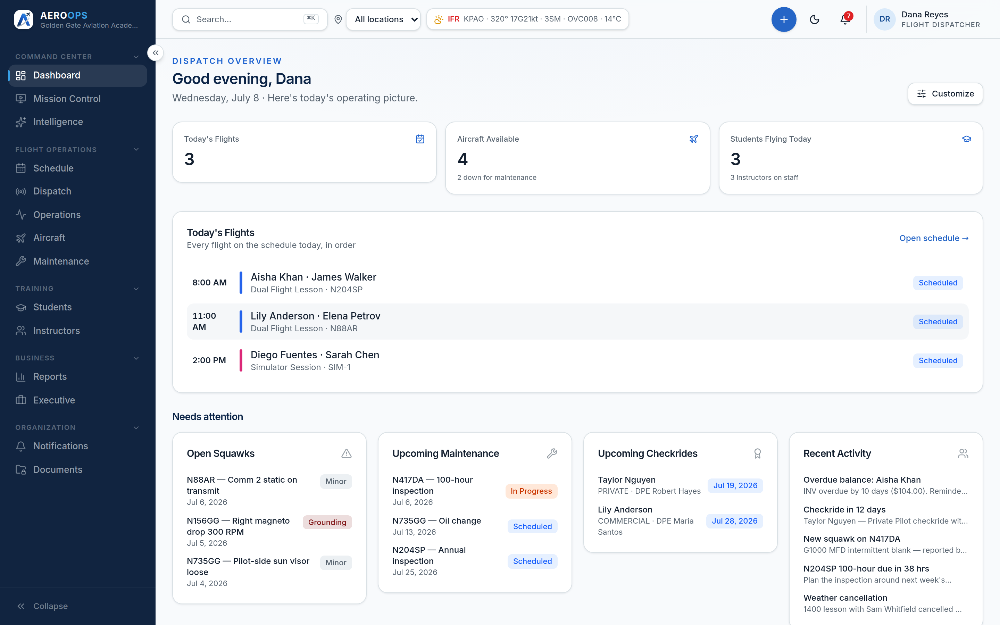 AEROOPS
Golden Gate Aviation Acade...
COMMAND CENTER
Dashboard
Mission Control
Intelligence
FLIGHT OPERATIONS
Schedule
Dispatch
Operations
Aircraft
Maintenance
TRAINING
Students
Instructors
BUSINESS
Reports
Executive
ORGANIZATION
Notifications
Documents
Collapse
Search...
⌘K
All locations
IFR KPAO · 320° 17G21kt · 3SM · OVC008 · 14°C
7
DR
Dana Reyes
FLIGHT DISPATCHER
DISPATCH OVERVIEW
Good evening, Dana
Wednesday, July 8 · Here's today's operating picture.
Customize
Today's Flights
3
Aircraft Available
4
2 down for maintenance
Students Flying Today
3
3 instructors on staff
Today's Flights
Every flight on the schedule today, in order
Open schedule →
8:00 AM
Aisha Khan · James Walker
Dual Flight Lesson · N204SP
Scheduled
11:00
AM
Lily Anderson · Elena Petrov
Dual Flight Lesson · N88AR
Scheduled
2:00 PM
Diego Fuentes · Sarah Chen
Simulator Session · SIM-1
Scheduled
Needs attention
Open Squawks
N88AR — Comm 2 static on
transmit
Jul 6, 2026
Minor
N156GG — Right magneto
drop 300 RPM
Jul 5, 2026
Grounding
N735GG — Pilot-side sun visor
loose
Jul 4, 2026
Minor
Upcoming Maintenance
N417DA — 100-hour
inspection
Jul 6, 2026
In Progress
N735GG — Oil change
Jul 13, 2026
Scheduled
N204SP — Annual
inspection
Jul 25, 2026
Scheduled
Upcoming Checkrides
Taylor Nguyen
PRIVATE · DPE Robert Hayes
Jul 19, 2026
Lily Anderson
COMMERCIAL · DPE Maria
Santos
Jul 28, 2026
Recent Activity
Overdue balance: Aisha Khan
INV overdue by 10 days ($104.00). Reminde...
Checkride in 12 days
Taylor Nguyen — Private Pilot checkride wit...
New squawk on N417DA
G1000 MFD intermittent blank — reported b...
N204SP 100-hour due in 38 hrs
Plan the inspection around next week's...
Weather cancellation
1400 lesson with Sam Whitfield cancelled ...